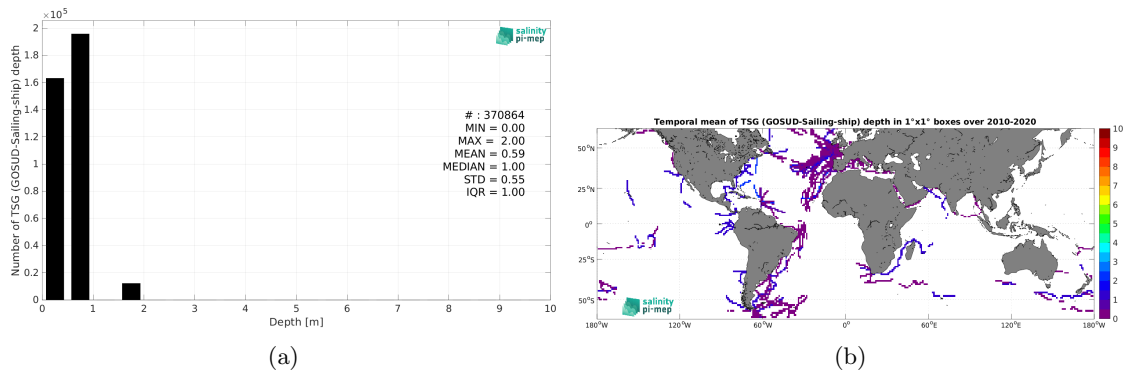 ×10⁵
2
1.8
1.6
1.4
1.2
1
0.8
0.6
0.4
0.2
0
Number of TSG (GOSUD-Sailing-ship) depth
salinity
pi-mep
# : 370864
MIN = 0.00
MAX = 2.00
MEAN = 0.59
MEDIAN = 1.00
STD = 0.55
IQR = 1.00
0 1 2 3 4 5 6 7 8 9 10
Depth [m]
(a)
Temporal mean of TSG (GOSUD-Sailing-ship) depth in 1°x1° boxes over 2010-2020
50°N
25°N
0°
25°S
50°S
salinity
pi-mep
180°W 120°W 60°W 0° 60°E 120°E 180°W
10
9
8
7
6
5
4
3
2
1
0
(b)